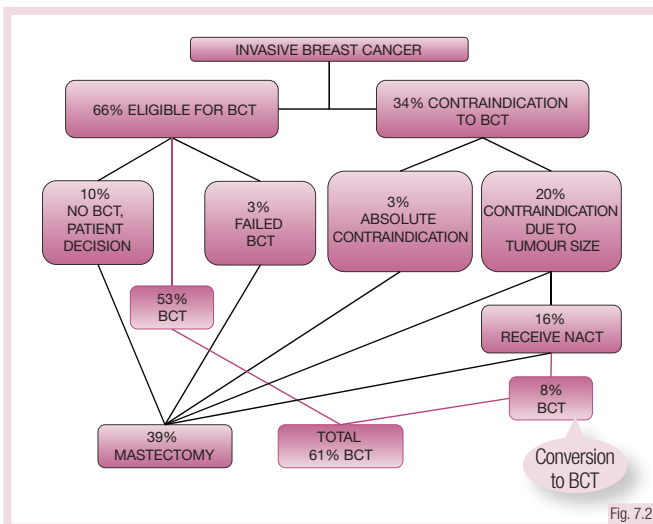 INVASIVE BREAST CANCER
66% ELIGIBLE FOR BCT
34% CONTRAINDICATION
TO BCT
10%
NO BCT,
PATIENT
DECISION
3%
FAILED
BCT
3%
ABSOLUTE
CONTRAINDICATION
20%
CONTRAINDICATION
DUE TO
TUMOUR SIZE
53%
BCT
16%
RECEIVE NACT
8%
BCT
39%
MASTECTOMY
TOTAL
61% BCT
Conversion
to BCT
Fig. 7.2